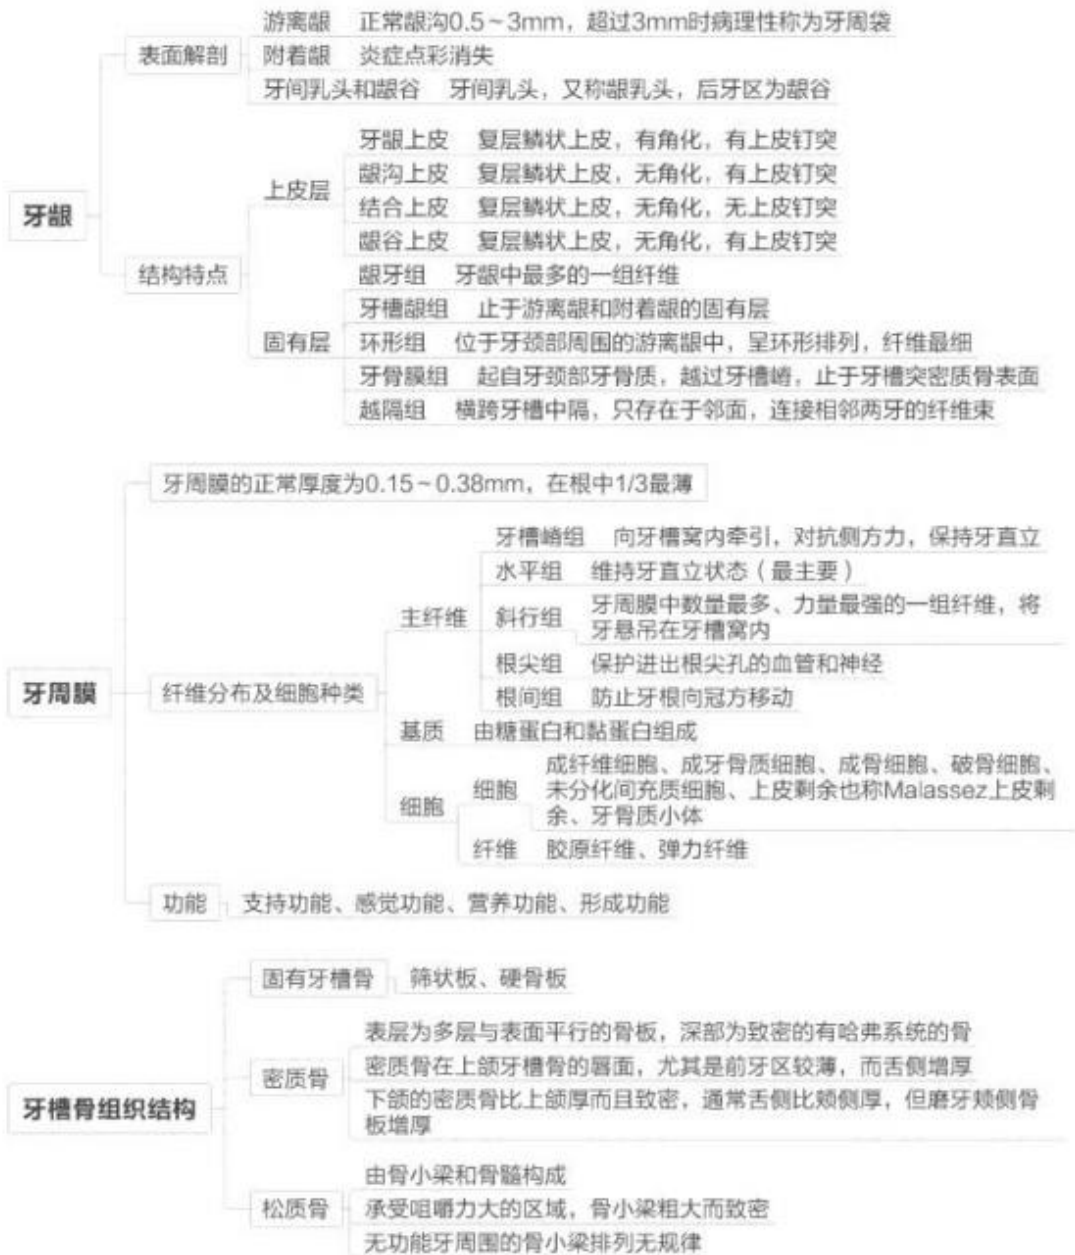 牙龈
表面解剖
游离龈 正常龈沟0.5~3mm，超过3mm时病理性称为牙周袋
附着龈 炎症点彩消失
牙间乳头和龈谷 牙间乳头，又称龈乳头，后牙区为龈谷
结构特点
上皮层
牙龈上皮 复层鳞状上皮，有角化，有上皮钉突
龈沟上皮 复层鳞状上皮，无角化，有上皮钉突
结合上皮 复层鳞状上皮，无角化，无上皮钉突
龈谷上皮 复层鳞状上皮，无角化，有上皮钉突
固有层
龈牙组 牙龈中最多的一组纤维
牙槽龈组 止于游离龈和附着龈的固有层
环形组 位于牙颈部周围的游离龈中，呈环形排列，纤维最细
牙骨膜组 起自牙颈部牙骨质，越过牙槽嵴，止于牙槽突密质骨表面
越隔组 横跨牙槽中隔，只存在于邻面，连接相邻两牙的纤维束
牙周膜
牙周膜的正常厚度为0.15~0.38mm，在根中1/3最薄
纤维分布及细胞种类
主纤维
牙槽嵴组 向牙槽窝内牵引，对抗侧方力，保持牙直立
水平组 维持牙直立状态（最主要）
斜行组 牙周膜中数量最多、力量最强的一组纤维，将
牙悬吊在牙槽窝内
根尖组 保护进出根尖孔的血管和神经
根间组 防止牙根向冠方移动
基质 由糖蛋白和黏蛋白组成
细胞
细胞 成纤维细胞、成牙骨质细胞、成骨细胞、破骨细胞、
未分化间充质细胞、上皮剩余也称Malassez上皮剩
余、牙骨质小体
纤维 胶原纤维、弹力纤维
功能 支持功能、感觉功能、营养功能、形成功能
牙槽骨组织结构
固有牙槽骨 筛状板、硬骨板
密质骨
表层为多层与表面平行的骨板，深部为致密的有哈弗系统的骨
密质骨在上颌牙槽骨的唇面，尤其是前牙区较薄，而舌侧增厚
下颌的密质骨比上颌厚而且致密，通常舌侧比颊侧厚，但磨牙颊侧骨
板增厚
松质骨
由骨小梁和骨髓构成
承受咀嚼力大的区域，骨小梁粗大而致密
无功能牙周围的骨小梁排列无规律